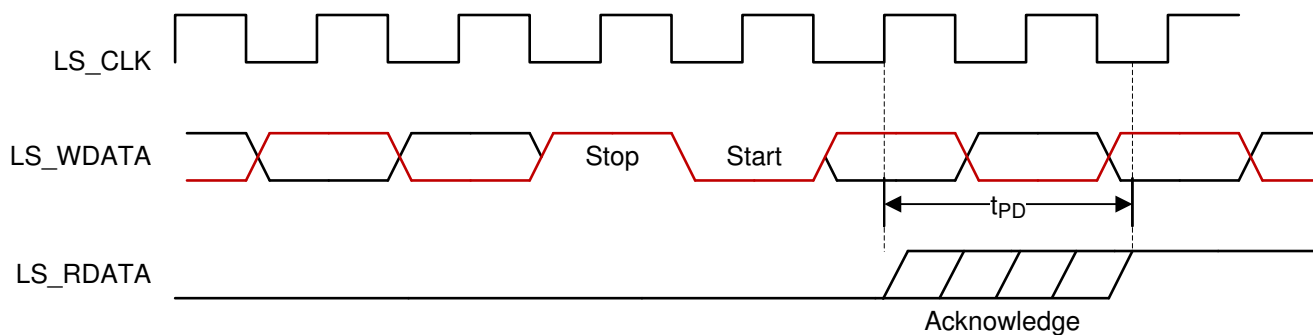 LS_CLK
LS_WDATA
Stop
Start
tPD
LS_RDATA
Acknowledge